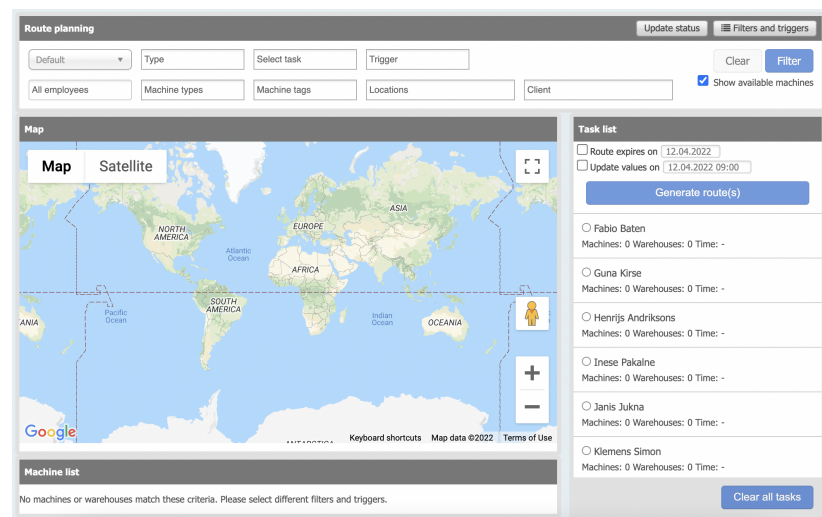 Route planning
Update status
Filters and triggers
Default
Type
Select task
Trigger
Clear
Filter
All employees
Machine types
Machine tags
Locations
Client
Show available machines
Map
Map
Satellite
NORTH
AMERICA
Atlantic
Ocean
EUROPE
ASIA
AFRICA
SOUTH
AMERICA
Pacific
Ocean
Indian
Ocean
OCEANIA
ANIA
ANTARCTICA
Google
Keyboard shortcuts
Map data ©2022
Terms of Use
Machine list
No machines or warehouses match these criteria. Please select different filters and triggers.
Task list
Route expires on 12.04.2022
Update values on 12.04.2022 09:00
Generate route(s)
Fabio Baten
Machines: 0 Warehouses: 0 Time: -
Guna Kirse
Machines: 0 Warehouses: 0 Time: -
Henrijs Andriksons
Machines: 0 Warehouses: 0 Time: -
Inese Pakalne
Machines: 0 Warehouses: 0 Time: -
Janis Jukna
Machines: 0 Warehouses: 0 Time: -
Klemens Simon
Machines: 0 Warehouses: 0 Time: -
Clear all tasks